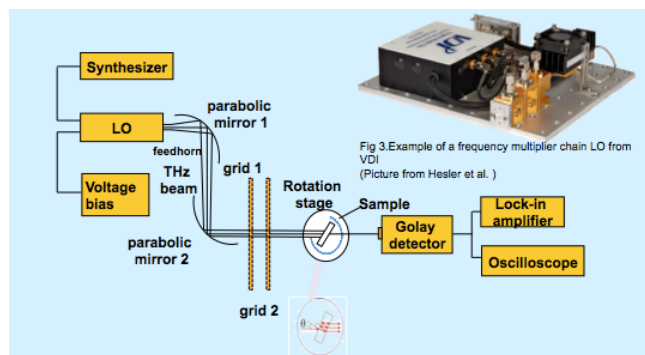 Synthesizer
LO
feedhorn
Voltage
bias
parabolic
mirror 1
THz
beam
grid 1
parabolic
mirror 2
grid 2
Rotation
stage
Sample
θ
Golay
detector
Lock-in
amplifier
Oscilloscope
VDI
Fig 3.Example of a frequency multiplier chain LO from
VDI
(Picture from Hesler et al. )